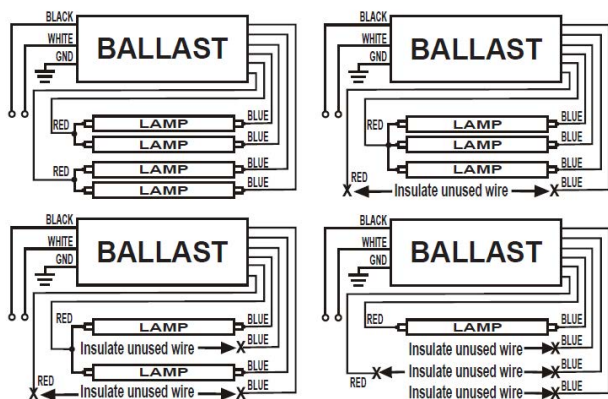 BLACK
WHITE
GND
BALLAST
RED
LAMP
BLUE
LAMP
BLUE
RED
LAMP
BLUE
LAMP
BLUE
BLACK
WHITE
GND
BALLAST
RED
LAMP
BLUE
LAMP
BLUE
LAMP
BLUE
RED
X Insulate unused wire X
BLUE
BLACK
WHITE
GND
BALLAST
RED
LAMP
BLUE
Insulate unused wire X
BLUE
LAMP
BLUE
RED
X Insulate unused wire X
BLUE
BLACK
WHITE
GND
BALLAST
RED
LAMP
BLUE
Insulate unused wire X
BLUE
RED X Insulate unused wire X
BLUE
Insulate unused wire X
BLUE